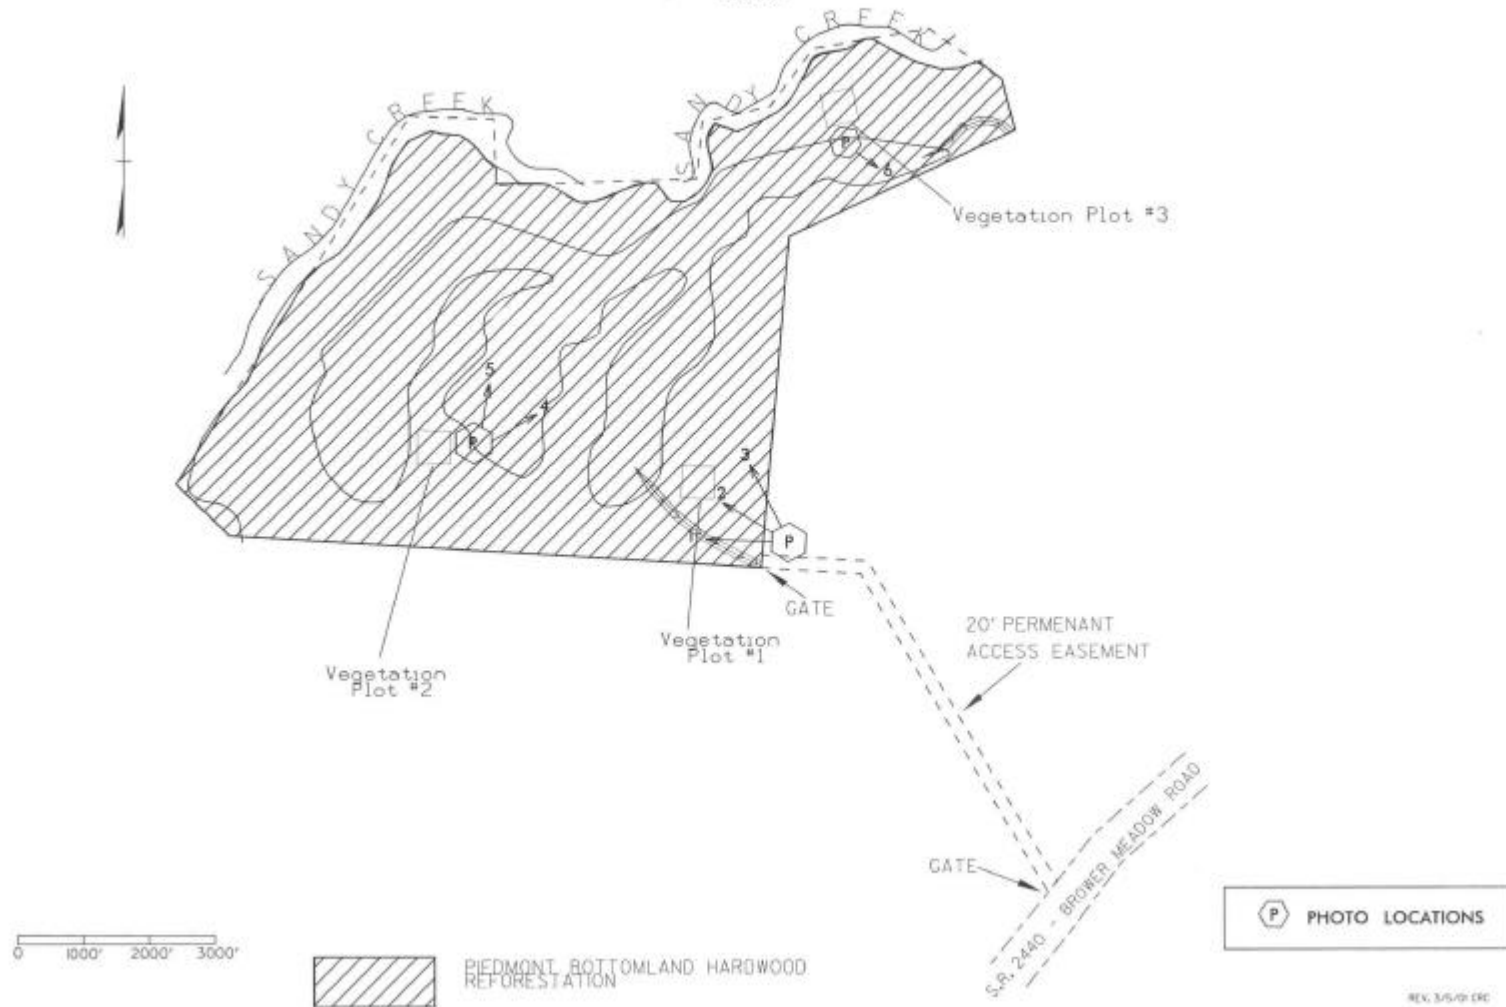 SANDY CREEK
SANDY CREEK
P
6
Vegetation Plot #3
5
4
P
3
2
1
P
GATE
Vegetation
Plot #1
Vegetation
Plot #2
20' PERMENANT
ACCESS EASEMENT
GATE
S.R. 2440 - BROWER MEADOW ROAD
P PHOTO LOCATIONS
0 1000' 2000' 3000'
PIEDMONT BOTTOMLAND HARDWOOD
REFORESTATION